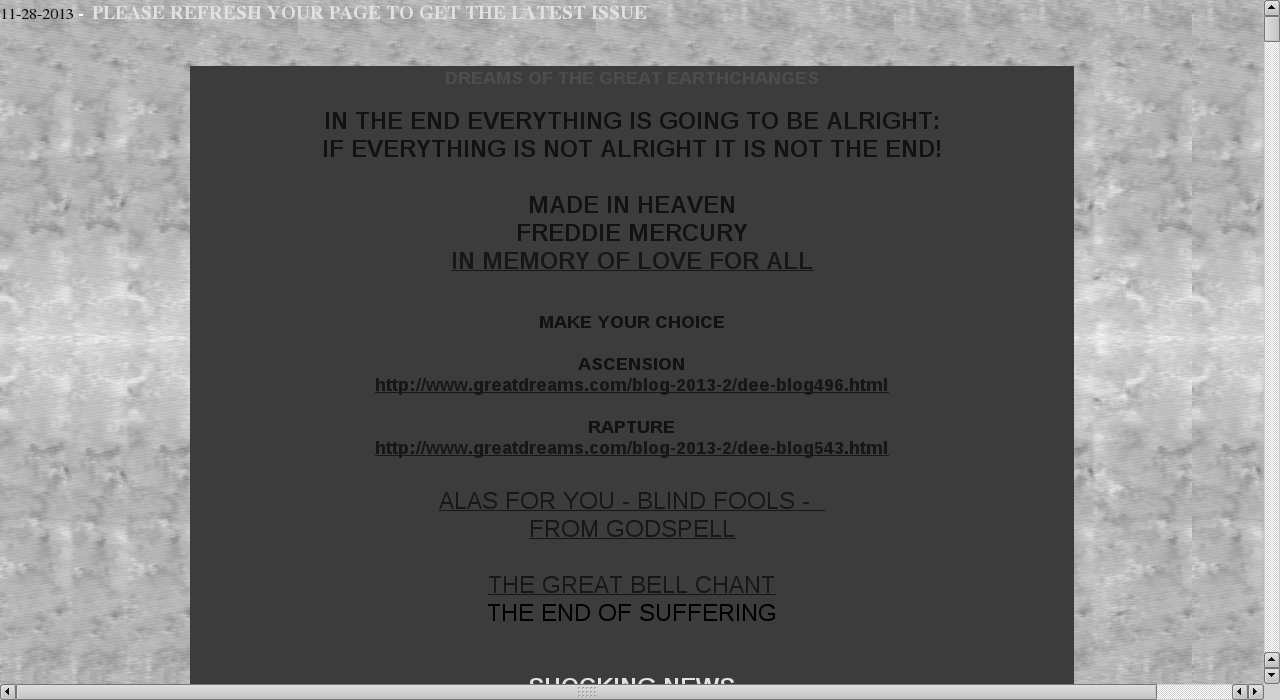 11-28-2013 - PLEASE REFRESH YOUR PAGE TO GET THE LATEST ISSUE
DREAMS OF THE GREAT EARTHCHANGES
IN THE END EVERYTHING IS GOING TO BE ALRIGHT:
IF EVERYTHING IS NOT ALRIGHT IT IS NOT THE END!
MADE IN HEAVEN
FREDDIE MERCURY
IN MEMORY OF LOVE FOR ALL
MAKE YOUR CHOICE
ASCENSION
http://www.greatdreams.com/blog-2013-2/dee-blog496.html
RAPTURE
http://www.greatdreams.com/blog-2013-2/dee-blog543.html
ALAS FOR YOU - BLIND FOOLS -
FROM GODSPELL
THE GREAT BELL CHANT
THE END OF SUFFERING
SHOCKING NEWS